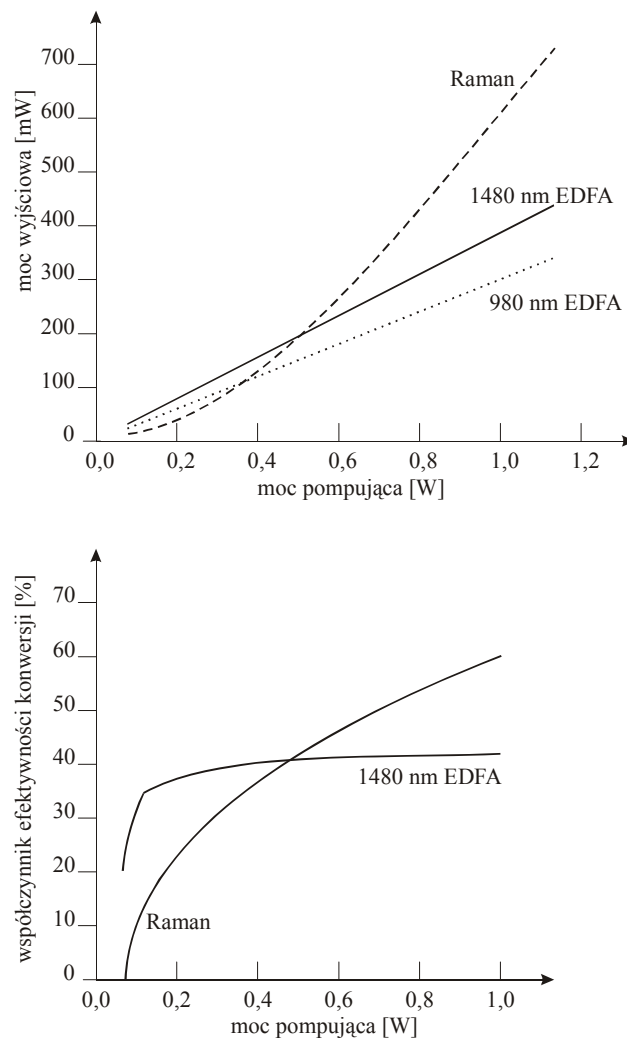 moc wyjściowa [mW]
700
600
500
400
300
200
100
0
Raman
1480 nm EDFA
980 nm EDFA
0,0 0,2 0,4 0,6 0,8 1,0 1,2
moc pompująca [W]
współczynnik efektywności konwersji [%]
70
60
50
40
30
20
10
0
1480 nm EDFA
Raman
0,0 0,2 0,4 0,6 0,8 1,0
moc pompująca [W]